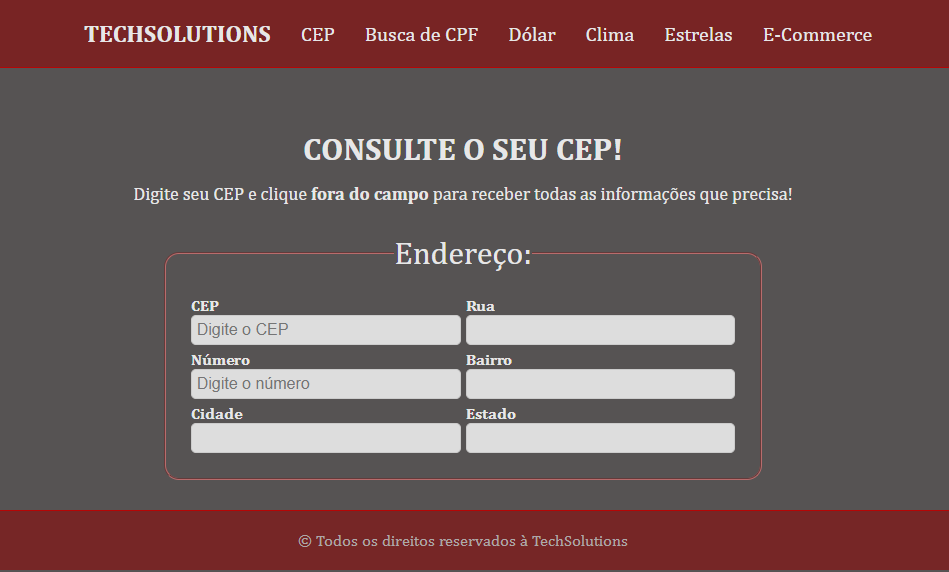 TECHSOLUTIONS CEP Busca de CPF Dólar Clima Estrelas E-Commerce
CONSULTE O SEU CEP!
Digite seu CEP e clique fora do campo para receber todas as informações que precisa!
Endereço:
CEP Rua
Digite o CEP
Número Bairro
Digite o número
Cidade Estado
© Todos os direitos reservados à TechSolutions